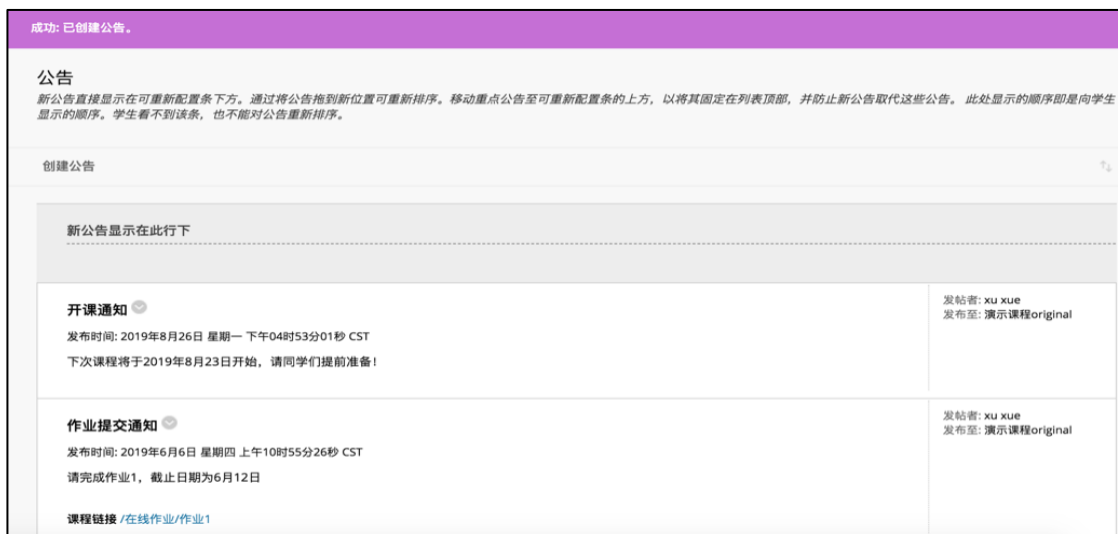 成功: 已创建公告。
公告
新公告直接显示在可重新配置条下方。通过将公告拖到新位置可重新排序。移动重点公告至可重新配置条的上方，以将其固定在列表顶部，并防止新公告取代这些公告。 此处显示的顺序即是向学生
显示的顺序。学生看不到该条，也不能对公告重新排序。
创建公告
新公告显示在此行下
开课通知
发帖者: xu xue
发布至: 演示课程original
发布时间: 2019年8月26日 星期一 下午04时53分01秒 CST
下次课程将于2019年8月23日开始，请同学们提前准备！
作业提交通知
发帖者: xu xue
发布至: 演示课程original
发布时间: 2019年6月6日 星期四 上午10时55分26秒 CST
请完成作业1，截止日期为6月12日
课程链接 /在线作业/作业1